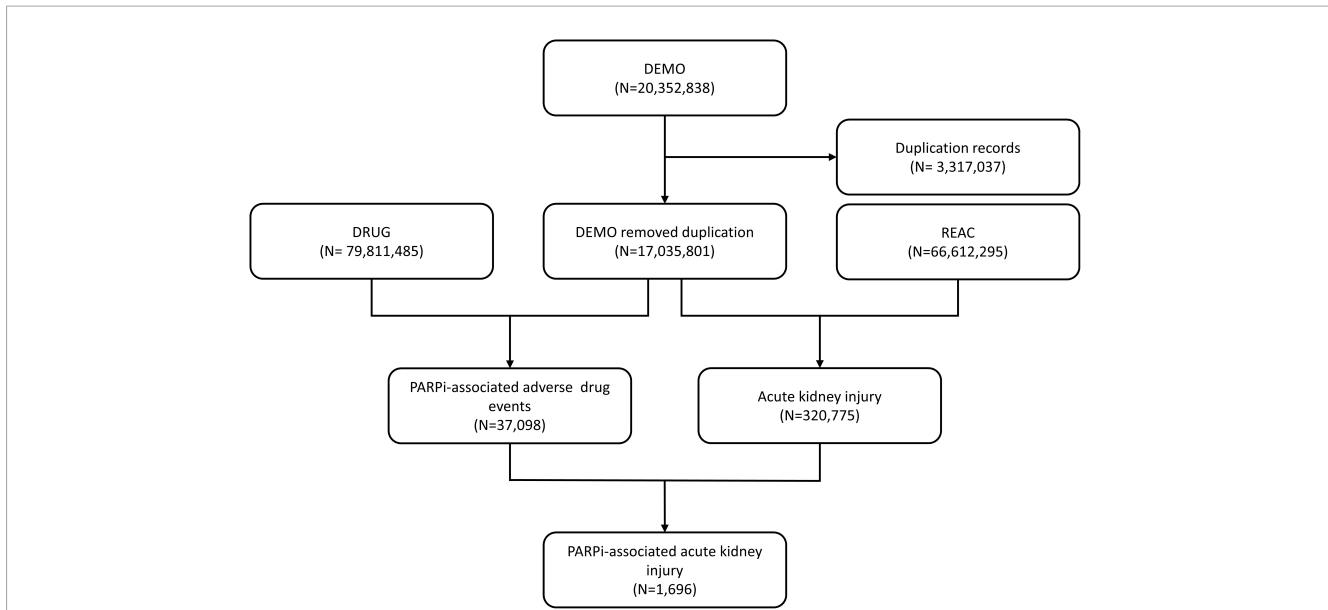 DEMO
(N=20,352,838)
Duplication records
(N= 3,317,037)
DRUG
(N= 79,811,485)
DEMO removed duplication
(N=17,035,801)
REAC
(N=66,612,295)
PARPi-associated adverse drug
events
(N=37,098)
Acute kidney injury
(N=320,775)
PARPi-associated acute kidney
injury
(N=1,696)